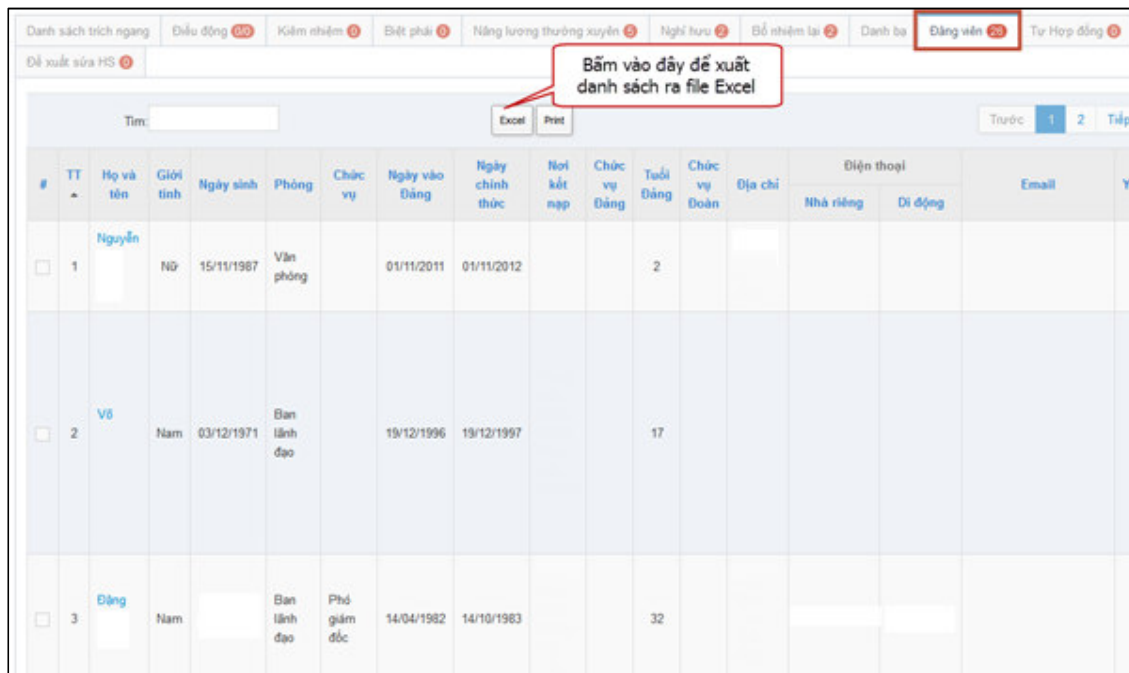 Danh sách trích ngang Điều động 0/0 Kiêm nhiệm 0 Biệt phái 0 Nâng lương thường xuyên 5 Nghỉ hưu 2 Bổ nhiệm lại 2 Danh bạ Đảng viên 26 Tự Hợp đồng 0
Đề xuất sửa HS 0
Bấm vào đây để xuất
danh sách ra file Excel
Tìm: Excel Print Trước 1 2 Tiếp
# TT Họ và tên Giới tính Ngày sinh Phòng Chức vụ Ngày vào Đảng Ngày chính thức Nơi kết nạp Chức vụ Đảng Tuổi Đảng Chức vụ Đoàn Địa chỉ Điện thoại Email Y
Nhà riêng Di động
1 Nguyễn Nữ 15/11/1987 Văn phòng 01/11/2011 01/11/2012 2
2 Võ Nam 03/12/1971 Ban lãnh đạo 19/12/1996 19/12/1997 17
3 Đặng Nam Ban lãnh đạo Phó giám đốc 14/04/1982 14/10/1983 32